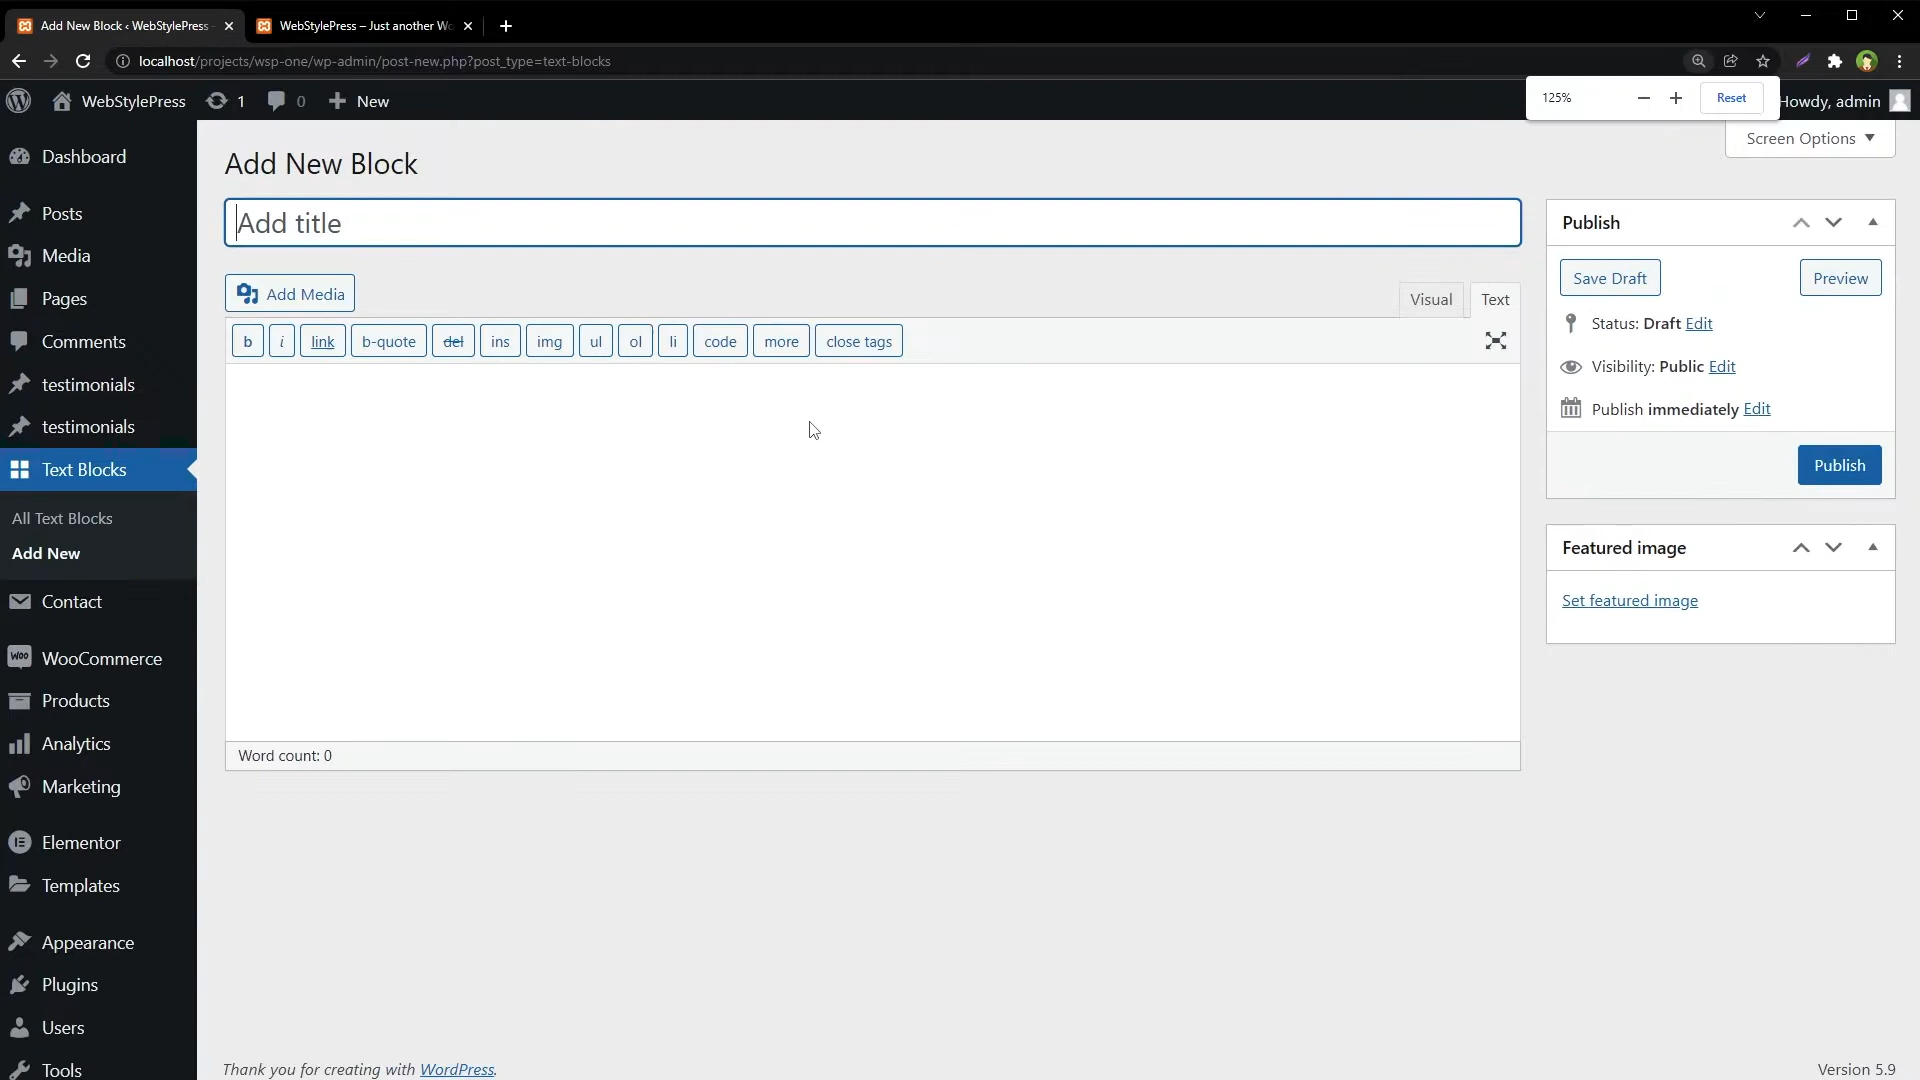 Add New Block ‹ WebStylePress -
WebStylePress – Just another Wo
localhost/projects/wsp-one/wp-admin/post-new.php?post_type=text-blocks
125%
Reset
WebStylePress
1
0
New
Howdy, admin
Screen Options
Dashboard
Posts
Media
Pages
Comments
testimonials
testimonials
Text Blocks
All Text Blocks
Add New
Contact
Woo
WooCommerce
Products
Analytics
Marketing
Elementor
Templates
Appearance
Plugins
Users
Tools
Add New Block
Add title
Add Media
Visual
Text
b
i
link
b-quote
del
ins
img
ul
ol
li
code
more
close tags
Word count: 0
Publish
Save Draft
Preview
Status: Draft Edit
Visibility: Public Edit
Publish immediately Edit
Publish
Featured image
Set featured image
Thank you for creating with WordPress.
Version 5.9